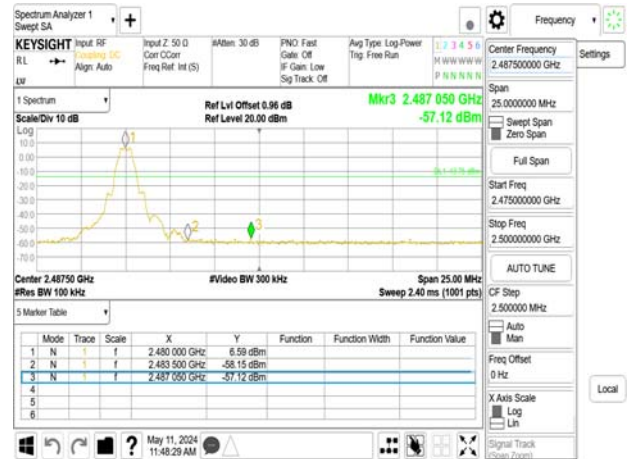 Spectrum Analyzer 1
Swept SA
Frequency
KEYSIGHT
RL
Input: RF
Coupling: DC
Align: Auto
Input Z: 50 Ω
Corr CCorr
Freq Ref: Int (S)
#Atten: 30 dB
PNO: Fast
Gate: Off
IF Gain: Low
Sig Track: Off
Avg Type: Log-Power
Trig: Free Run
1 2 3 4 5 6
M W W W W W
P N N N N N
Center Frequency
2.487500000 GHz
Settings
Span
25.0000000 MHz
Swept Span
Zero Span
Full Span
Start Freq
2.475000000 GHz
Stop Freq
2.500000000 GHz
AUTO TUNE
CF Step
2.500000 MHz
Auto
Man
Freq Offset
0 Hz
X Axis Scale
Log
Lin
Local
Signal Track
(Span Zoom)
1 Spectrum
Scale/Div 10 dB
Log
Ref Lvl Offset 0.96 dB
Ref Level 20.00 dBm
Mkr3 2.487 050 GHz
-57.12 dBm
10.0
0.00
-10.0
-20.0
-30.0
-40.0
-50.0
-60.0
-70.0
1
2
3
Center 2.48750 GHz
#Res BW 100 kHz
#Video BW 300 kHz
Span 25.00 MHz
Sweep 2.40 ms (1001 pts)
5 Marker Table
Mode Trace Scale X Y Function Function Width Function Value
1 N 1 f 2.480 000 GHz 6.59 dBm
2 N 1 f 2.483 500 GHz -58.15 dBm
3 N 1 f 2.487 050 GHz -57.12 dBm
4
5
6
May 11, 2024
11:48:29 AM